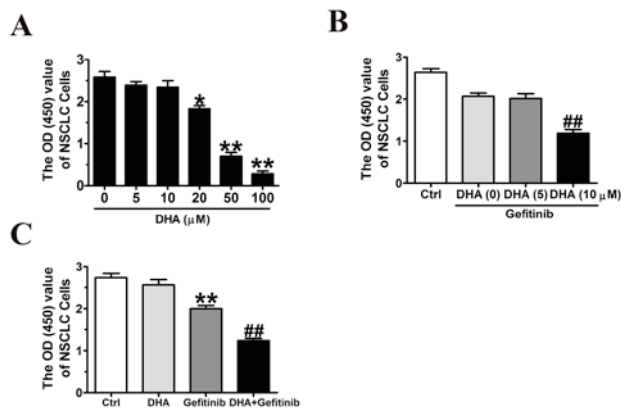 A
The OD (450) value
of NSCLC Cells
3
2
1
0
*
**
**
0 5 10 20 50 100
DHA (μM)
B
The OD (450) value
of NSCLC Cells
3
2
1
0
##
Ctrl DHA (0) DHA (5) DHA (10 μM)
Gefitinib
C
The OD (450) value
of NSCLC Cells
3
2
1
0
**
##
Ctrl DHA Gefitinib DHA+Gefitinib